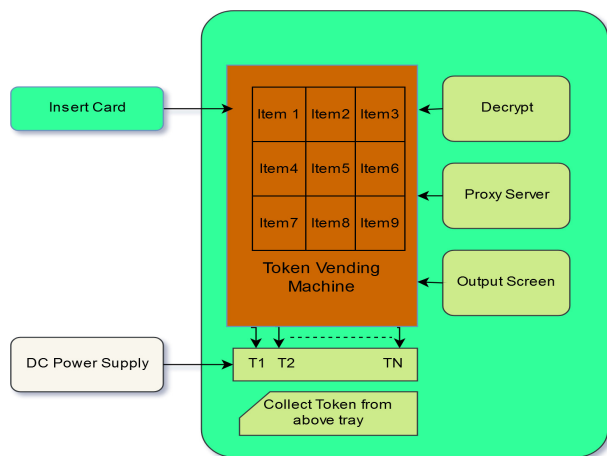 Insert Card
Item 1 Item2 Item3
Decrypt
Item4 Item5 Item6
Proxy Server
Item7 Item8 Item9
Token Vending
Machine
Output Screen
DC Power Supply
T1 T2 TN
Collect Token from
above tray